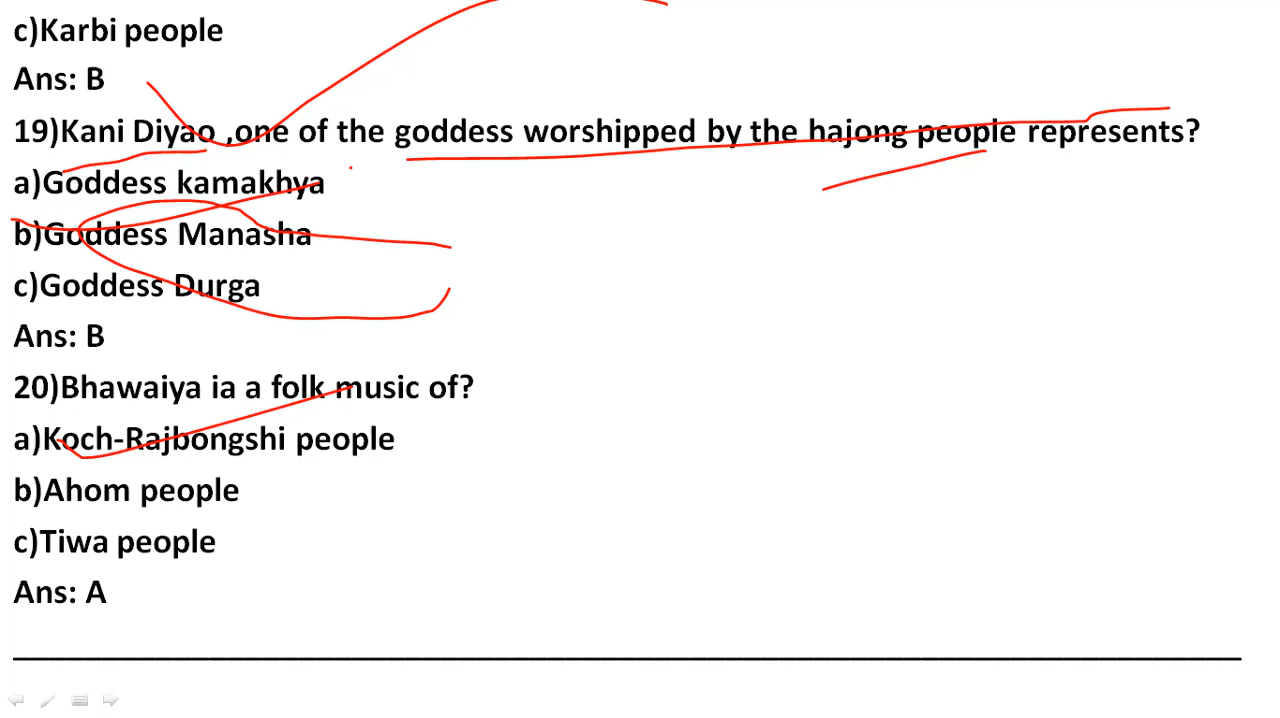 c)Karbi people
Ans: B
19)Kani Diyao ,one of the goddess worshipped by the hajong people represents?
a)Goddess kamakhya
b)Goddess Manasha
c)Goddess Durga
Ans: B
20)Bhawaiya ia a folk music of?
a)Koch-Rajbongshi people
b)Ahom people
c)Tiwa people
Ans: A